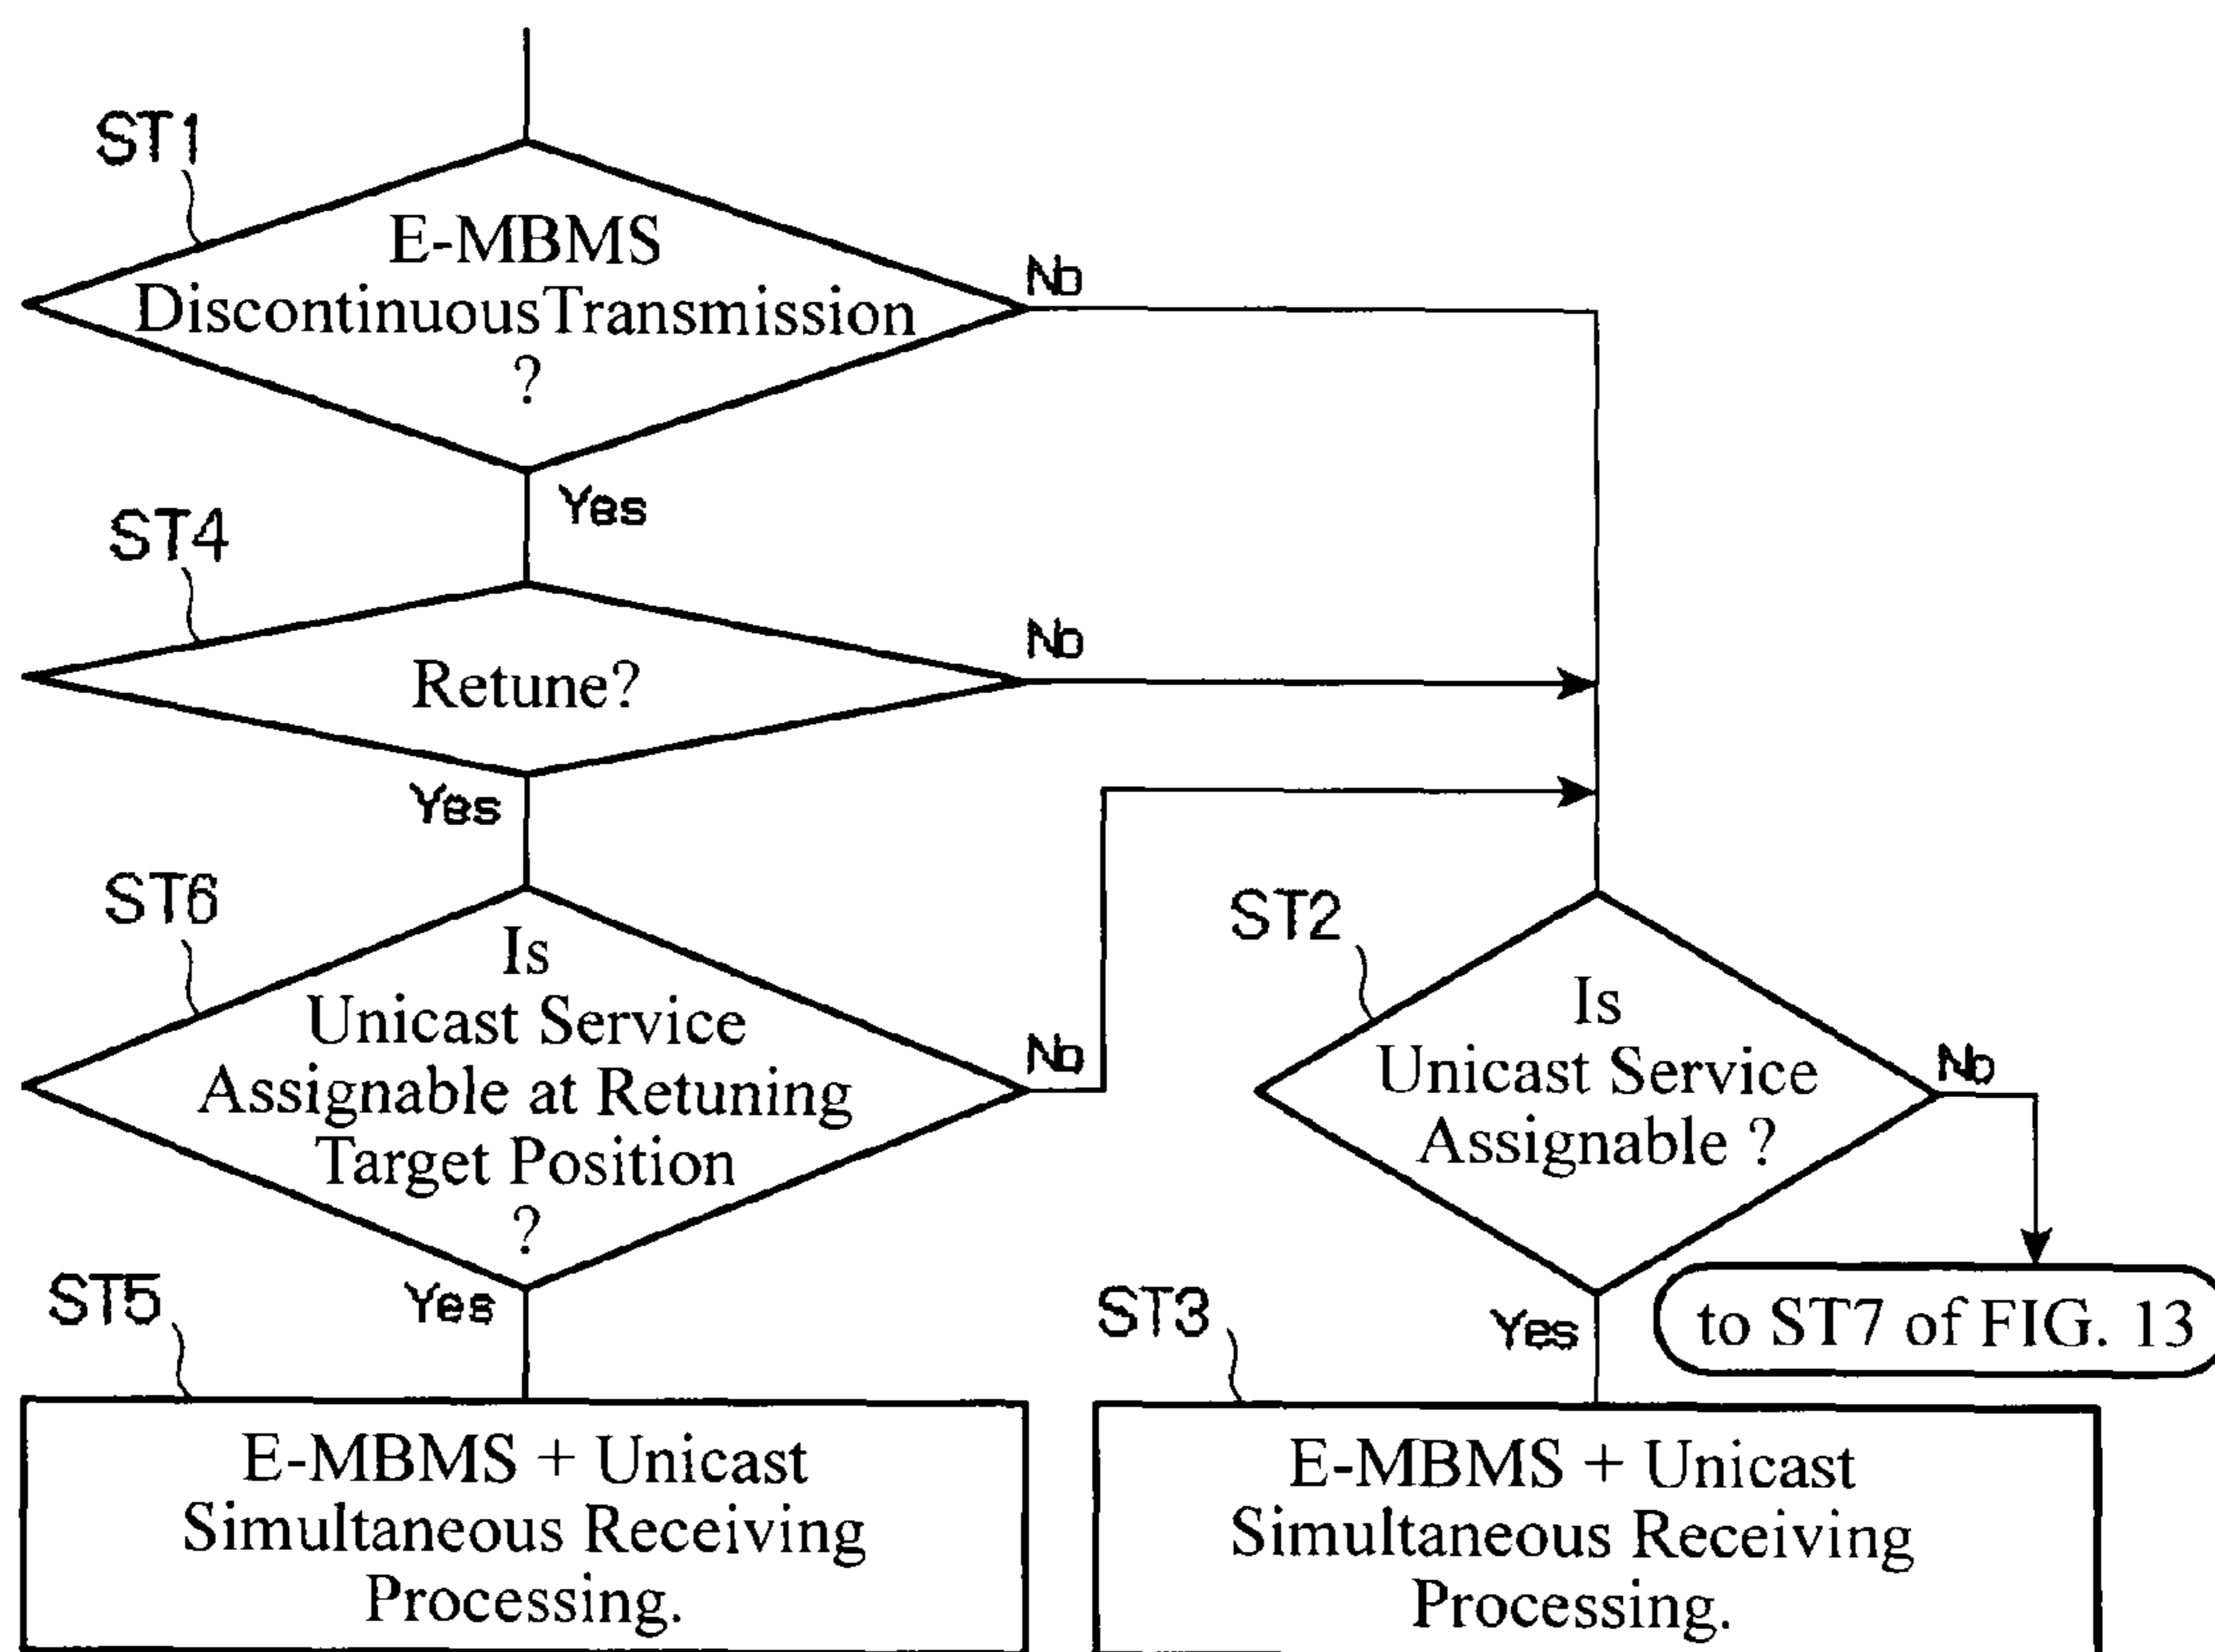 ST1
E-MBMS
Discontinuous Transmission
?
No
Yes
ST4
Retune?
No
Yes
ST6
Is
Unicast Service
Assignable at Retuning
Target Position
?
No
Yes
ST2
Is
Unicast Service
Assignable ?
No
Yes
to ST7 of FIG. 13
ST5
E-MBMS + Unicast
Simultaneous Receiving
Processing.
ST3
E-MBMS + Unicast
Simultaneous Receiving
Processing.